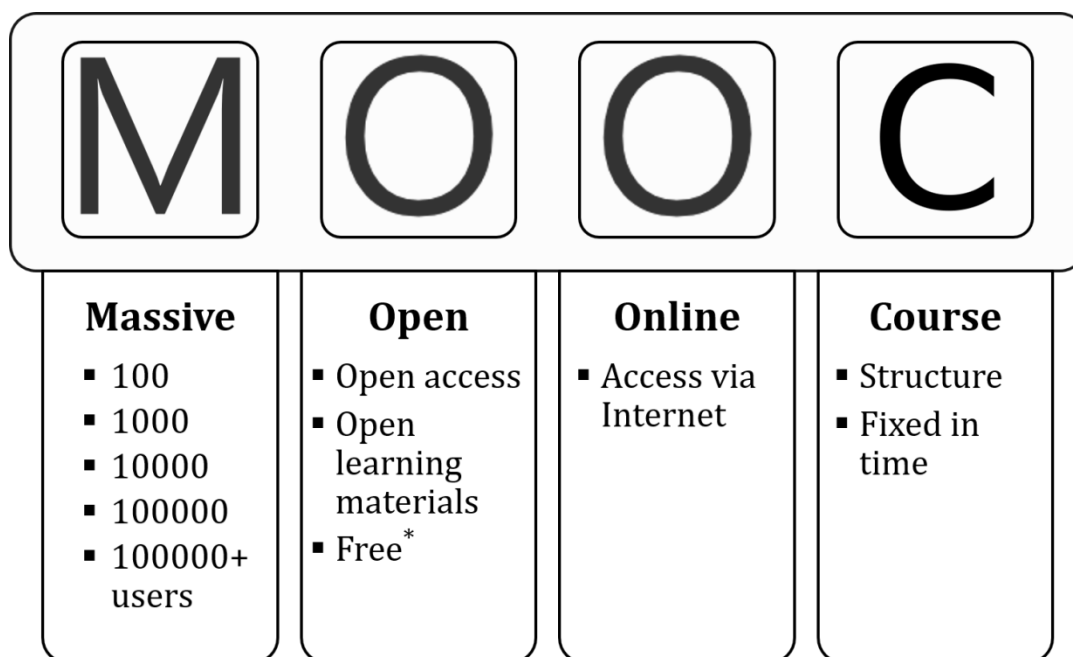 M O O C
Massive
▪ 100
▪ 1000
▪ 10000
▪ 100000
▪ 100000+
users
Open
▪ Open access
▪ Open
learning
materials
▪ Free*
Online
▪ Access via
Internet
Course
▪ Structure
▪ Fixed in
time